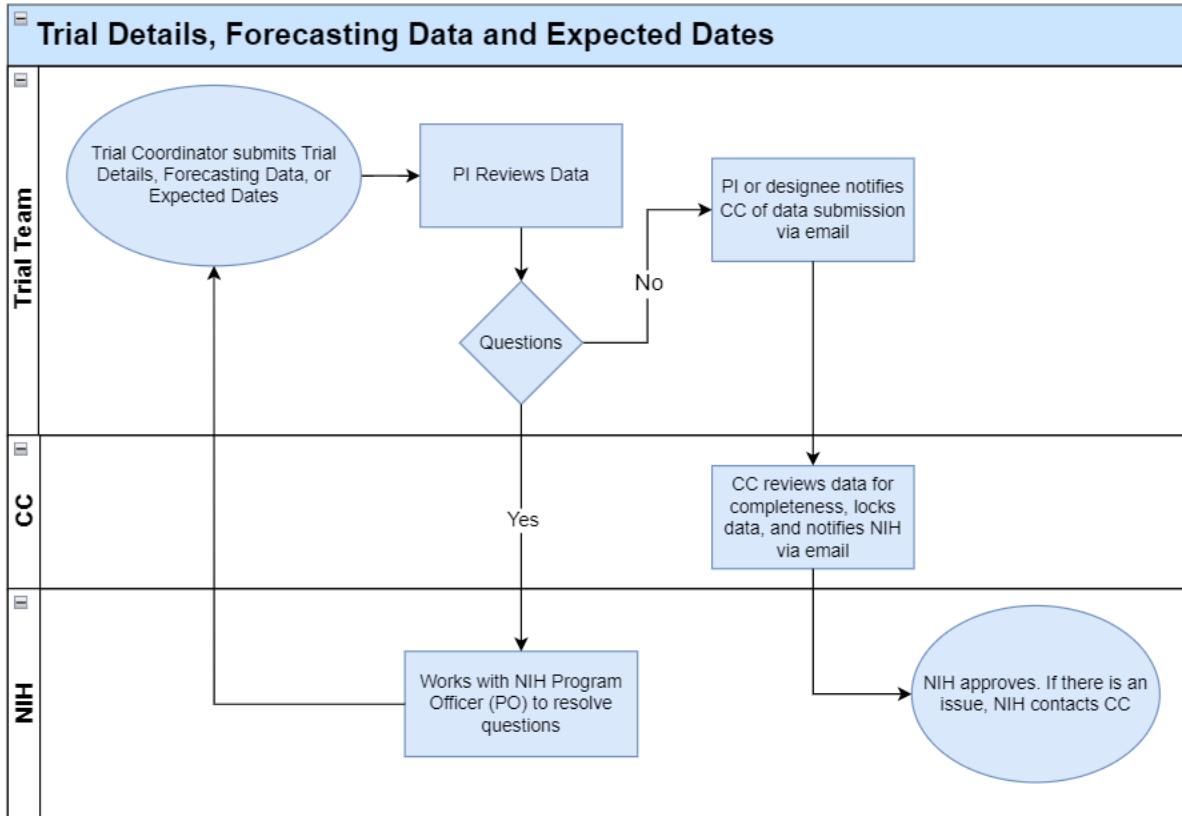 Trial Details, Forecasting Data and Expected Dates
Trial Team
Trial Coordinator submits Trial
Details, Forecasting Data, or
Expected Dates
PI Reviews Data
PI or designee notifies
CC of data submission
via email
No
Questions
CC
Yes
CC reviews data for
completeness, locks
data, and notifies NIH
via email
NIH
Works with NIH Program
Officer (PO) to resolve
questions
NIH approves. If there is an
issue, NIH contacts CC